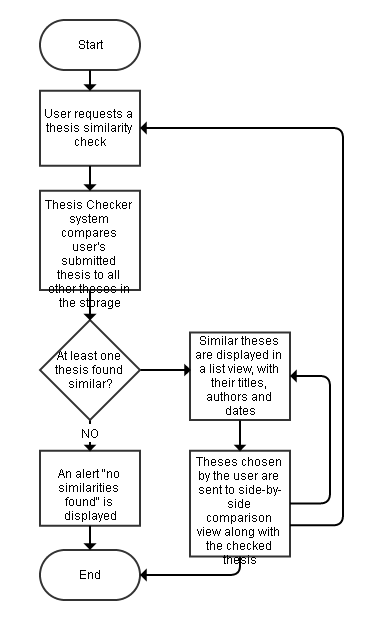 Start
User requests a
thesis similarity
check
Thesis Checker
system
compares
user's
submitted
thesis to all
other theses in
the storage
At least one
thesis found
similar?
Similar theses
are displayed in
a list view, with
their titles,
authors and
dates
NO
An alert "no
similarities
found" is
displayed
Theses chosen
by the user are
sent to side-by-
side
comparison
view along with
the checked
thesis
End